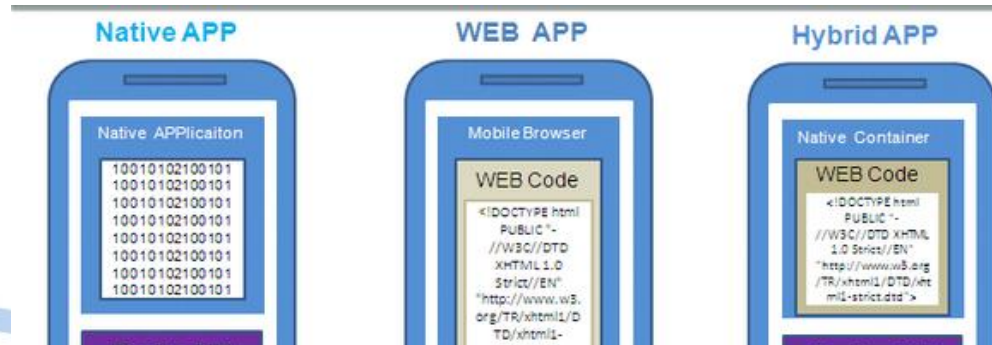 Native APP
Native APPlicaiton
10010102100101
10010102100101
10010102100101
10010102100101
10010102100101
10010102100101
10010102100101
10010102100101
WEB APP
Mobile Browser
WEB Code
<!DOCTYPE html
PUBLIC "-
//W3C//DTD
XHTML 1.0
Strict//EN"
"http://www.w3.
org/TR/xhtml1/D
TD/xhtml1-
Hybrid APP
Native Container
WEB Code
<!DOCTYPE html
PUBLIC "-
//W3C//DTD XHTML
1.0 Strict//EN"
"http://www.w3.org
/TR/xhtml1/DTD/xht
ml1-strict.dtd">